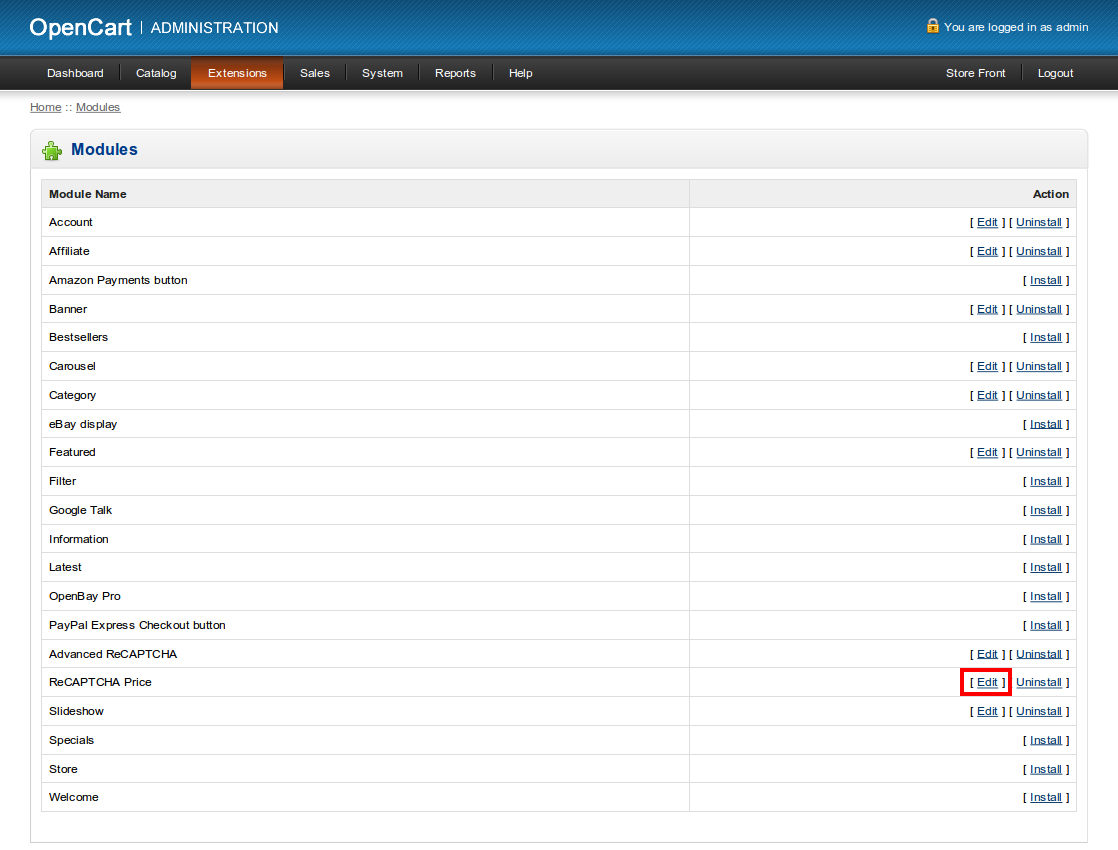 OpenCart | ADMINISTRATION You are logged in as admin
Dashboard Catalog Extensions Sales System Reports Help Store Front Logout
Home :: Modules
Modules
Module Name Action
Account [ Edit ] [ Uninstall ]
Affiliate [ Edit ] [ Uninstall ]
Amazon Payments button [ Install ]
Banner [ Edit ] [ Uninstall ]
Bestsellers [ Install ]
Carousel [ Edit ] [ Uninstall ]
Category [ Edit ] [ Uninstall ]
eBay display [ Install ]
Featured [ Edit ] [ Uninstall ]
Filter [ Install ]
Google Talk [ Install ]
Information [ Install ]
Latest [ Install ]
OpenBay Pro [ Install ]
PayPal Express Checkout button [ Install ]
Advanced ReCAPTCHA [ Edit ] [ Uninstall ]
ReCAPTCHA Price [ Edit ] Uninstall ]
Slideshow [ Edit ] [ Uninstall ]
Specials [ Install ]
Store [ Install ]
Welcome [ Install ]